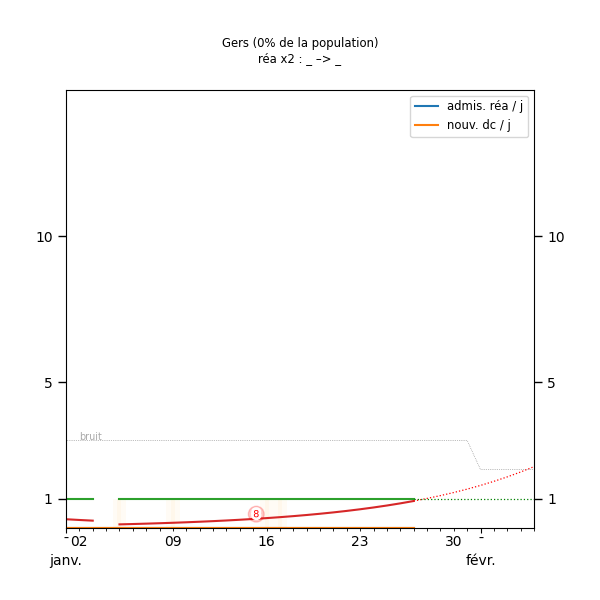 Gers (0% de la population)
réa x2 : _ –> _
admis. réa / j
nouv. dc / j
10 10
5 5
bruit
1 1
8
02 09 16 23 30
janv. févr.